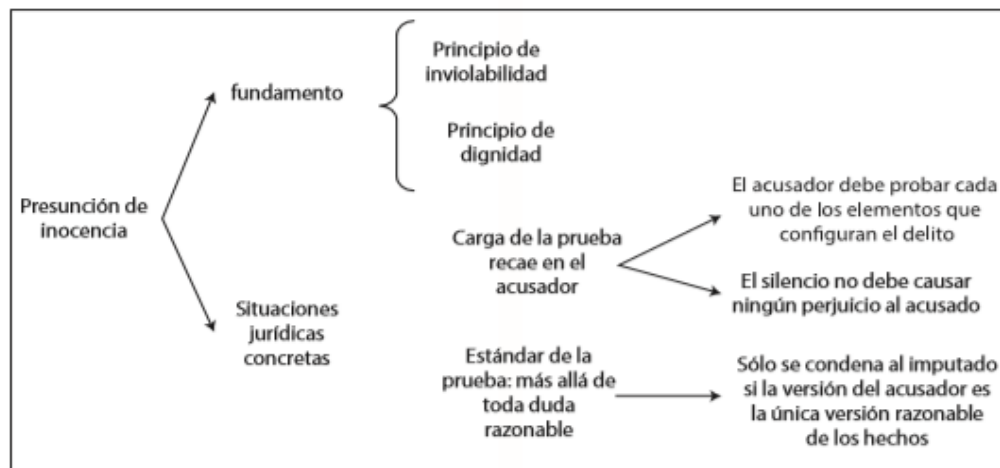 Presunción de
inocencia
fundamento
Principio de
inviolabilidad
Principio de
dignidad
Situaciones
jurídicas
concretas
Carga de la prueba
recae en el
acusador
El acusador debe probar cada
uno de los elementos que
configuran el delito
El silencio no debe causar
ningún perjuicio al acusado
Estándar de la
prueba: más allá de
toda duda
razonable
Sólo se condena al imputado
si la versión del acusador es
la única versión razonable
de los hechos